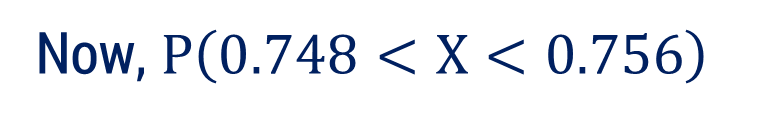 Now, P(0.748 < X < 0.756)